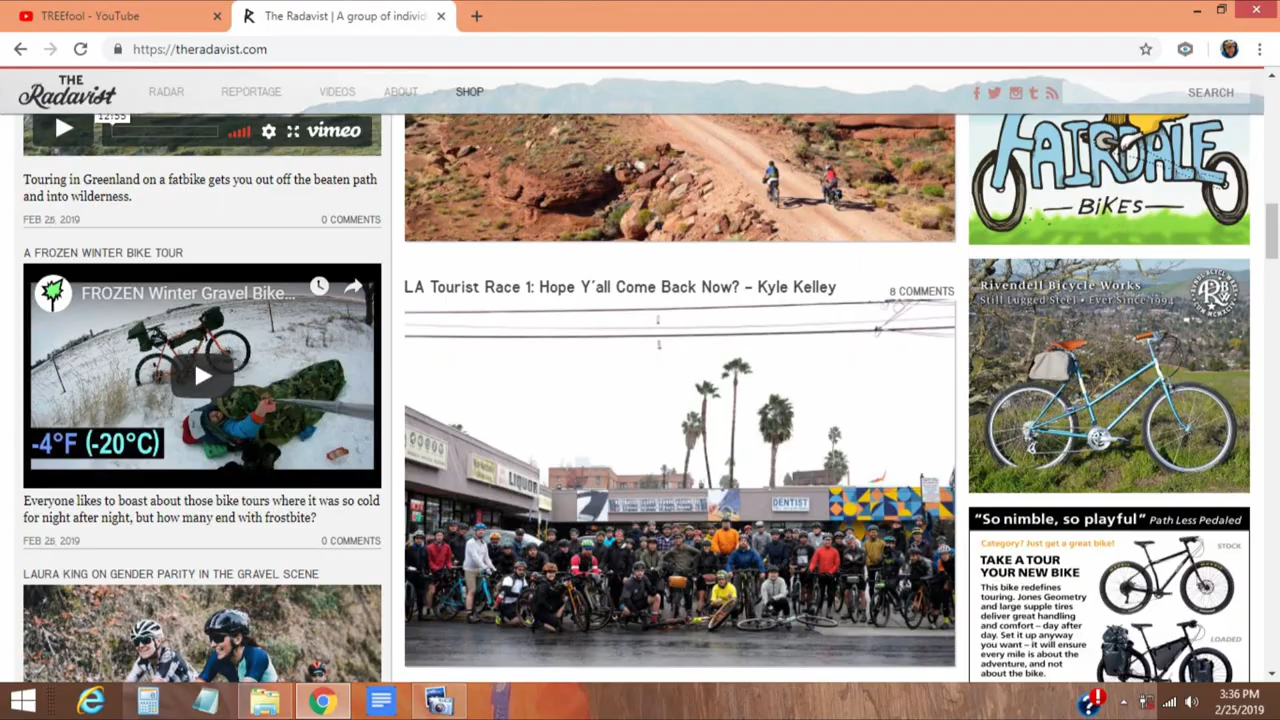 TREEfool - YouTube
The Radavist | A group of individ
https://theradavist.com
THE
Radavist
RADAR
REPORTAGE
VIDEOS
ABOUT
SHOP
SEARCH
12:55
vimeo
Touring in Greenland on a fatbike gets you out off the beaten path
and into wilderness.
FEB 25, 2019
0 COMMENTS
A FROZEN WINTER BIKE TOUR
FROZEN Winter Gravel Bike...
-4°F (-20°C)
Everyone likes to boast about those bike tours where it was so cold
for night after night, but how many end with frostbite?
FEB 25, 2019
0 COMMENTS
LAURA KING ON GENDER PARITY IN THE GRAVEL SCENE
LA Tourist Race 1: Hope Y'all Come Back Now? – Kyle Kelley
8 COMMENTS
LIQUOR
DENTIST
FAIRDALE
BiKES
Rivendell Bicycle Works
Still Lugged Steel • Ever Since 1994
RBW
"So nimble, so playful" Path Less Pedaled
Category? Just get a great bike!
STOCK
TAKE A TOUR
YOUR NEW BIKE
This bike redefines
touring. Jones Geometry
and large supple tires
deliver great handling
and comfort – day after
day. Set it up anyway
you want – it will ensure
every mile is about the
adventure, and not
about the bike.
LOADED
3:36 PM
2/25/2019